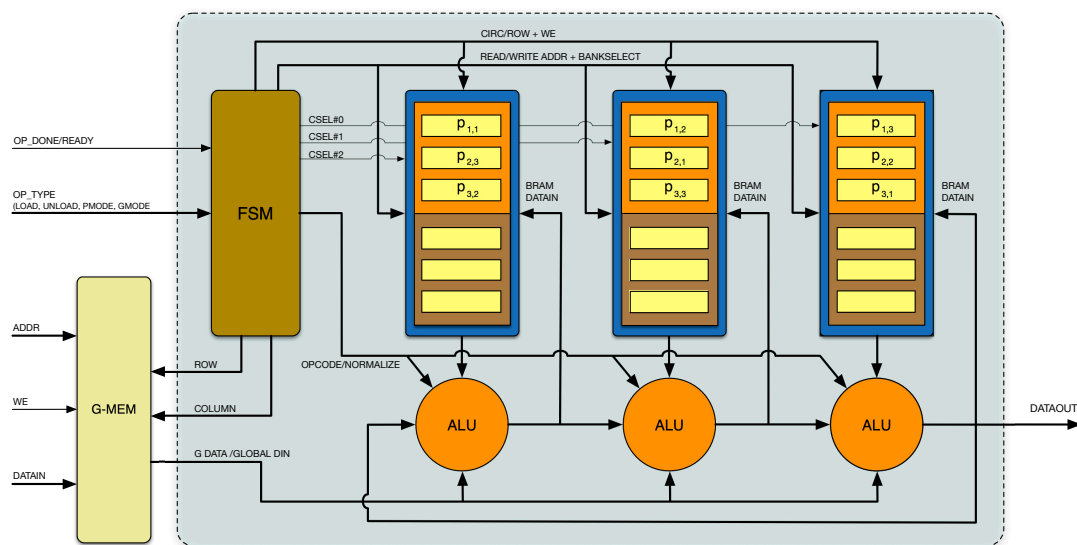 CIRC/ROW + WE
READ/WRITE ADDR + BANKSELECT
CSEL#0
CSEL#1
CSEL#2
OP_DONE/READY
OP_TYPE
(LOAD, UNLOAD, PMODE, GMODE
FSM
p1,1
p2,3
p3,2
BRAM
DATAIN
p1,2
p2,1
p3,3
BRAM
DATAIN
p1,3
p2,2
p3,1
BRAM
DATAIN
ADDR
WE
DATAIN
G-MEM
ROW
COLUMN
G DATA /GLOBAL DIN
OPCODE/NORMALIZE
ALU
ALU
ALU
DATAOUT